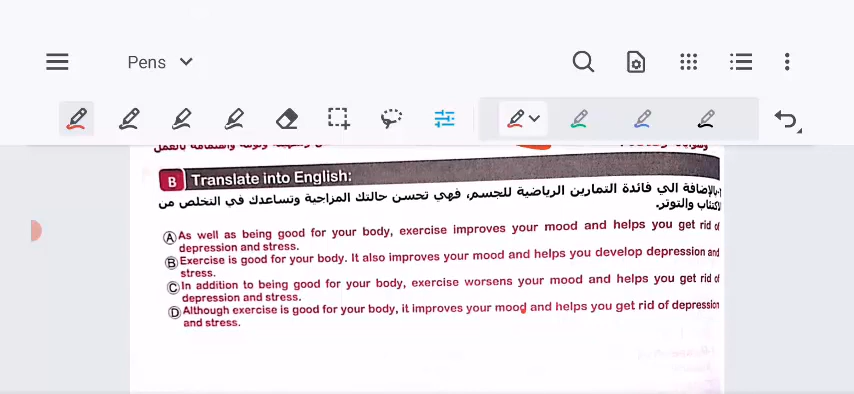 Pens
B Translate into English:
بالإضافة الي فائدة التمارين الرياضية للجسم، فهي تحسن حالتك المزاجية وتساعدك في التخلص من
والتوتر.
A As well as being good for your body, exercise improves your mood and helps you get rid of
depression and stress.
B Exercise is good for your body. It also improves your mood and helps you develop depression and
stress.
C In addition to being good for your body, exercise worsens your mood and helps you get rid of
depression and stress.
D Although exercise is good for your body, it improves your mood and helps you get rid of depression
and stress.